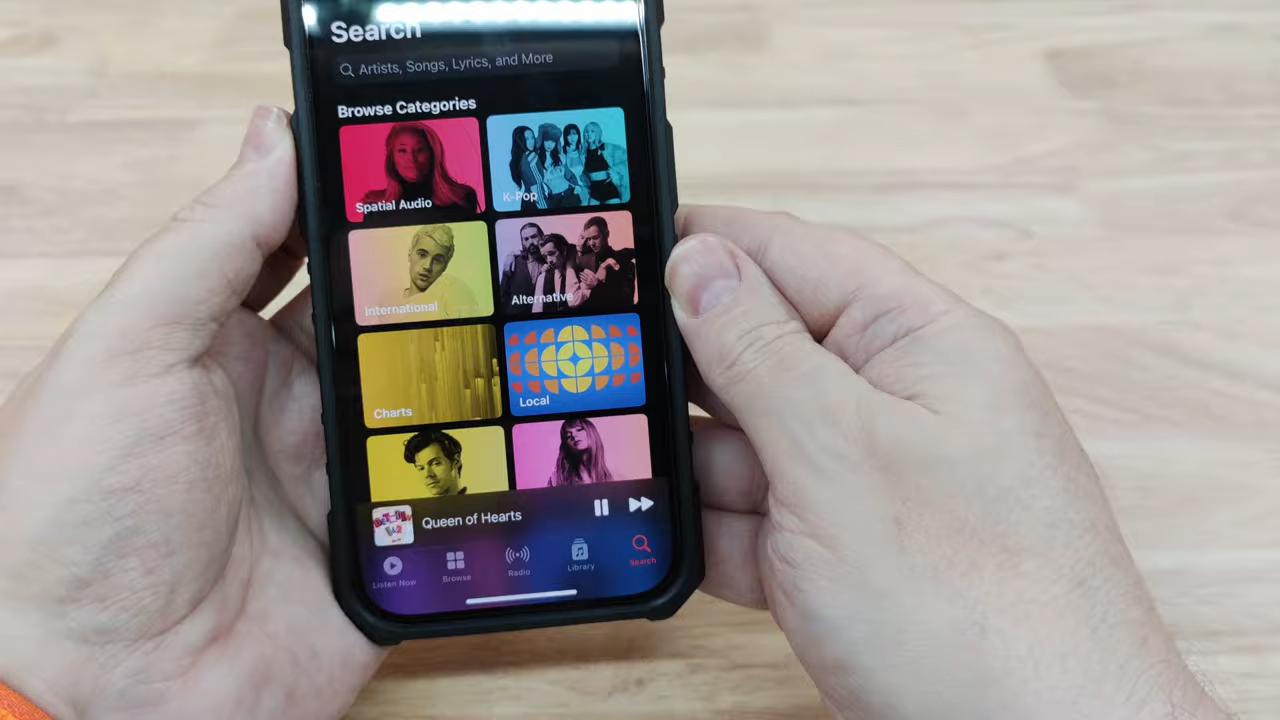 Search
Artists, Songs, Lyrics, and More
Browse Categories
Spatial Audio
K-Pop
International
Alternative
Charts
Local
Queen of Hearts
Listen Now
Browse
Radio
Library
Search